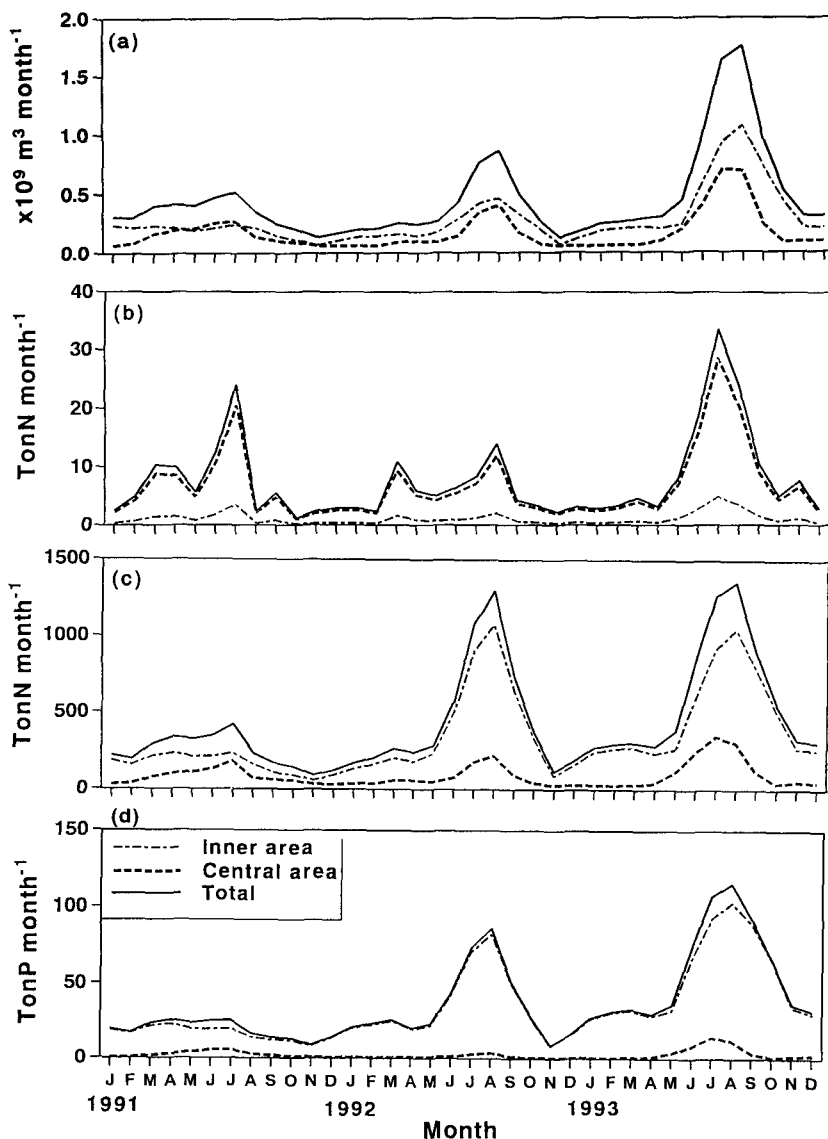 (a)
x10⁹ m³ month⁻¹
2.0
1.5
1.0
0.5
0.0
(b)
TonN month⁻¹
40
30
20
10
0
(c)
TonN month⁻¹
1500
1000
500
0
(d)
TonP month⁻¹
150
100
50
0
Inner area
Central area
Total
J F M A M J J A S O N D J F M A M J J A S O N D J F M A M J J A S O N D
1991 1992 1993
Month